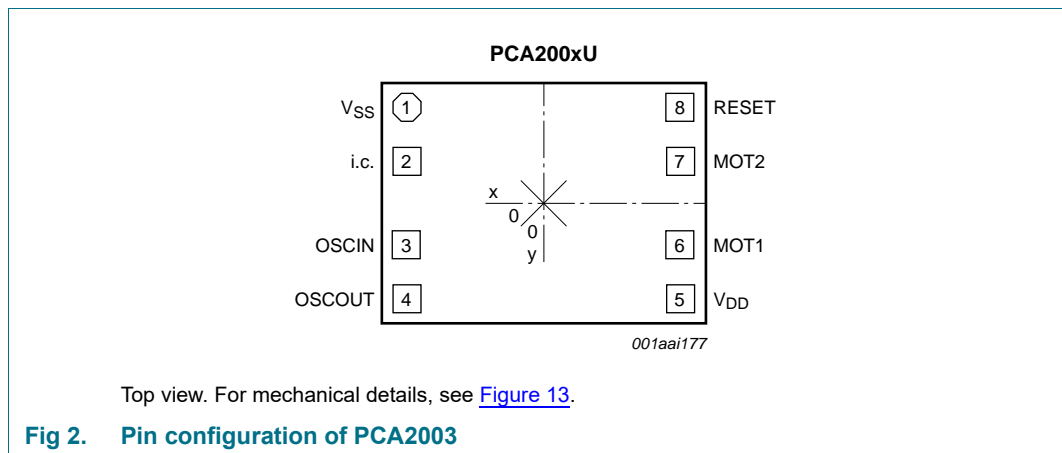 PCA200xU
VSS 1 8 RESET
i.c. 2 7 MOT2
x
0
0
y
OSCIN 3 6 MOT1
OSCOUT 4 5 VDD
001aai177
Top view. For mechanical details, see Figure 13.
Fig 2. Pin configuration of PCA2003